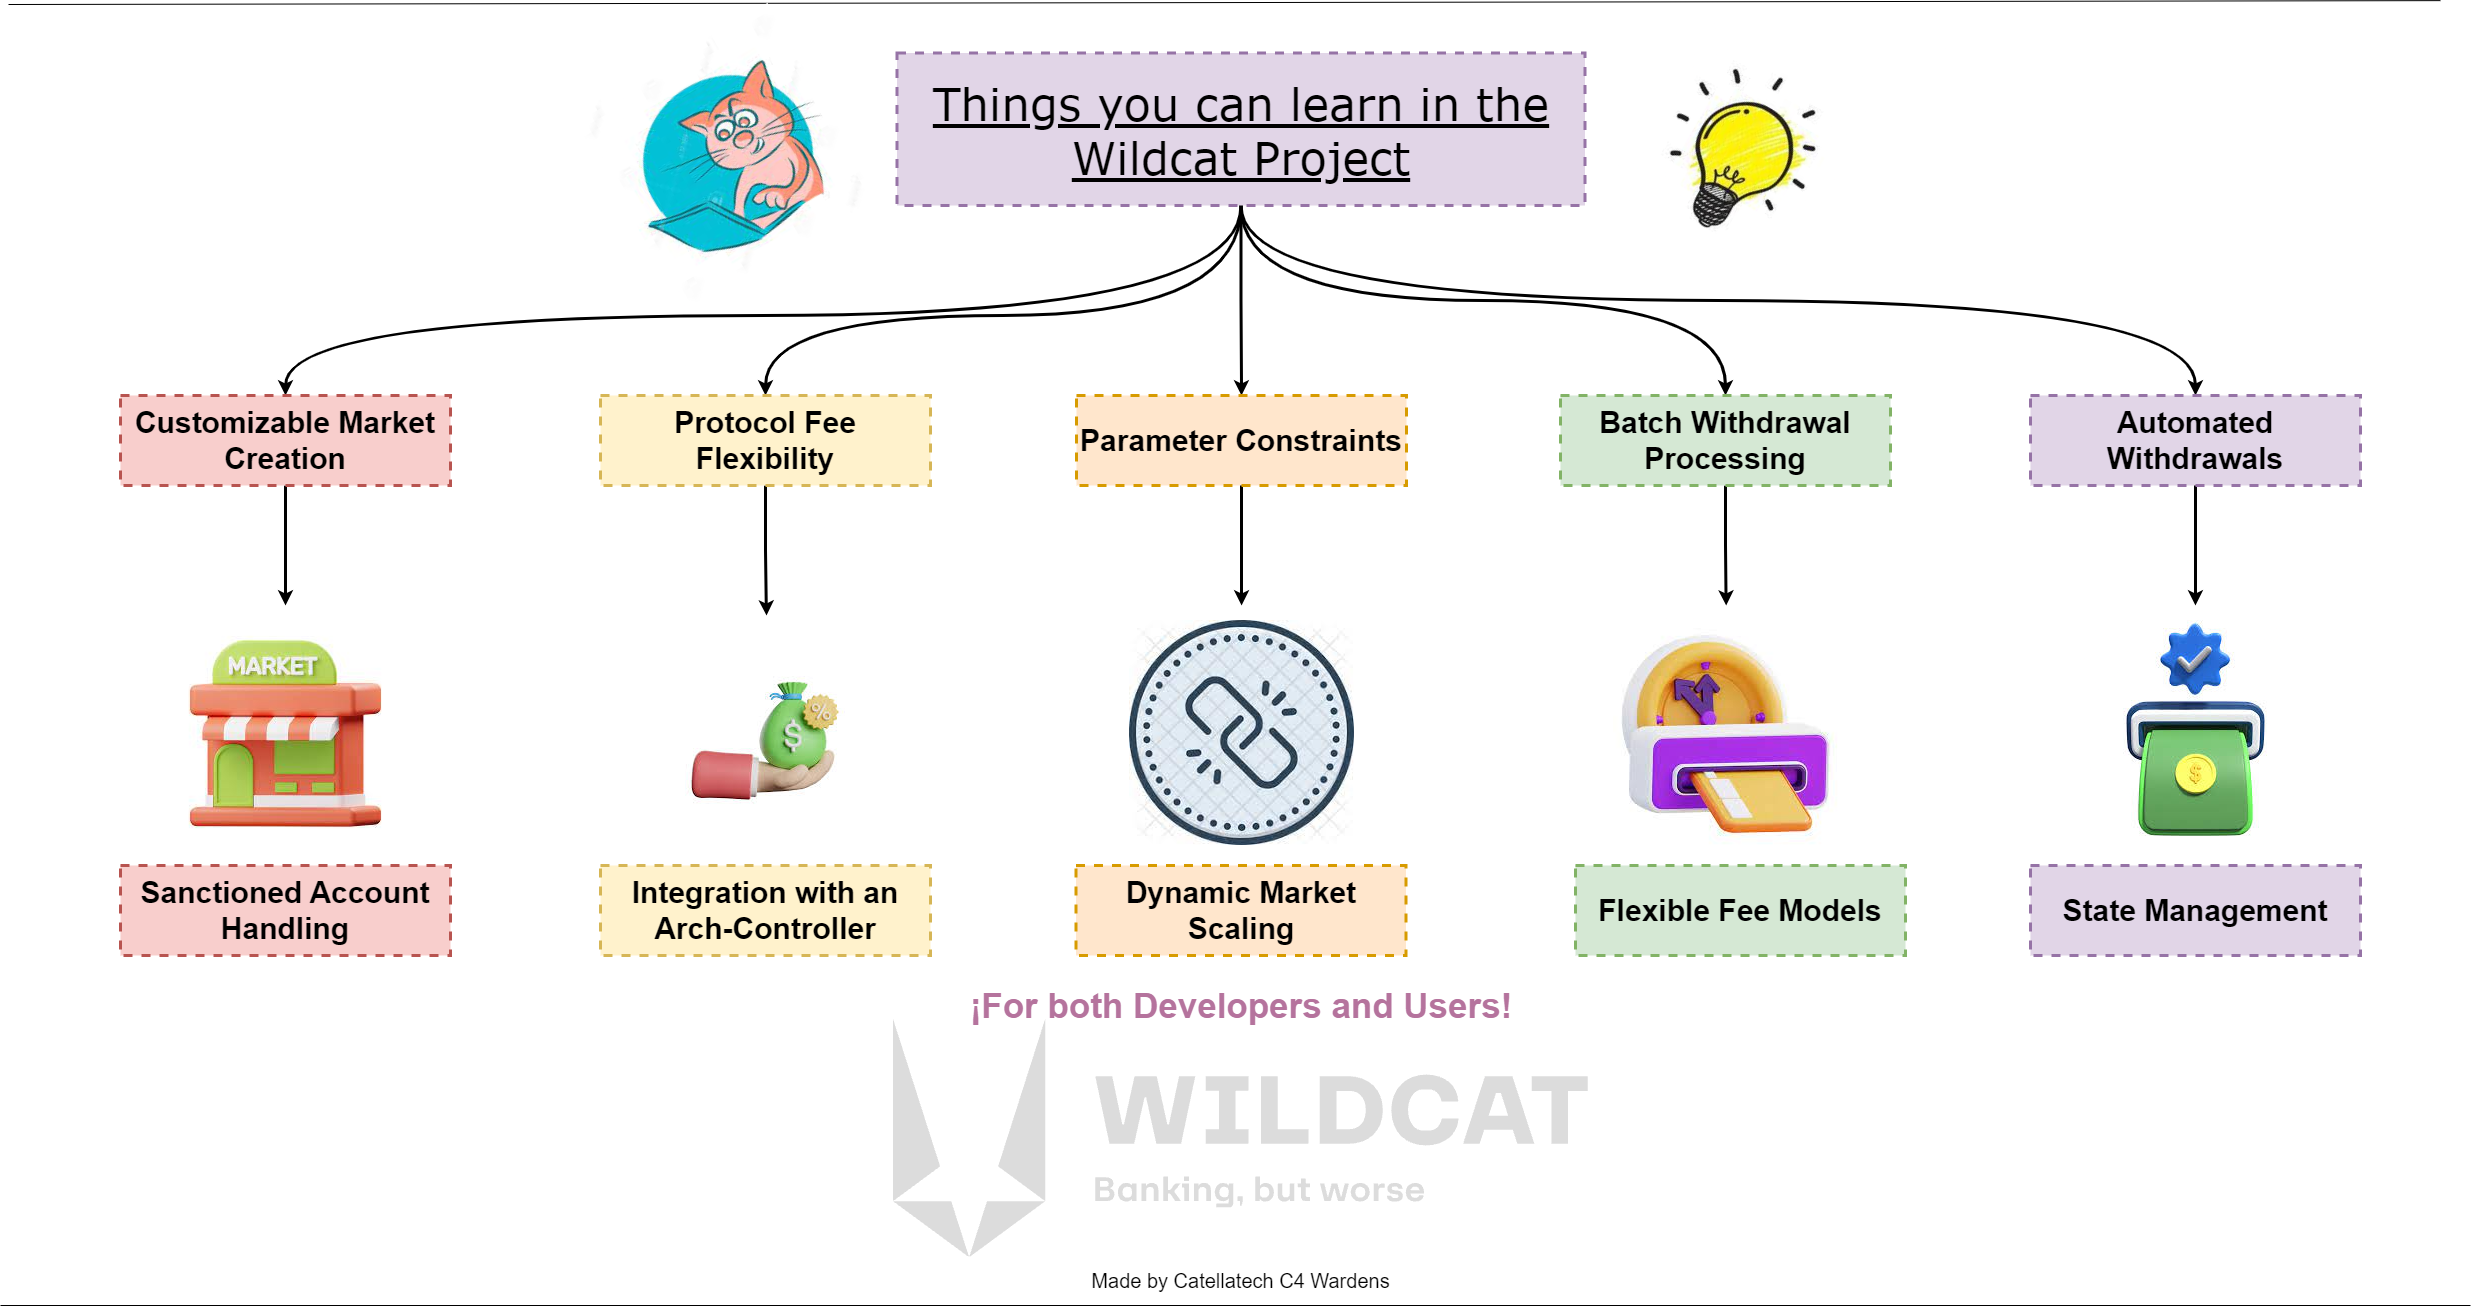 Things you can learn in the
Wildcat Project
Customizable Market
Creation
Protocol Fee
Flexibility
Parameter Constraints
Batch Withdrawal
Processing
Automated
Withdrawals
MARKET
$
%
$
Sanctioned Account
Handling
Integration with an
Arch-Controller
Dynamic Market
Scaling
Flexible Fee Models
State Management
¡For both Developers and Users!
WILDCAT
Banking, but worse
Made by Catellatech C4 Wardens